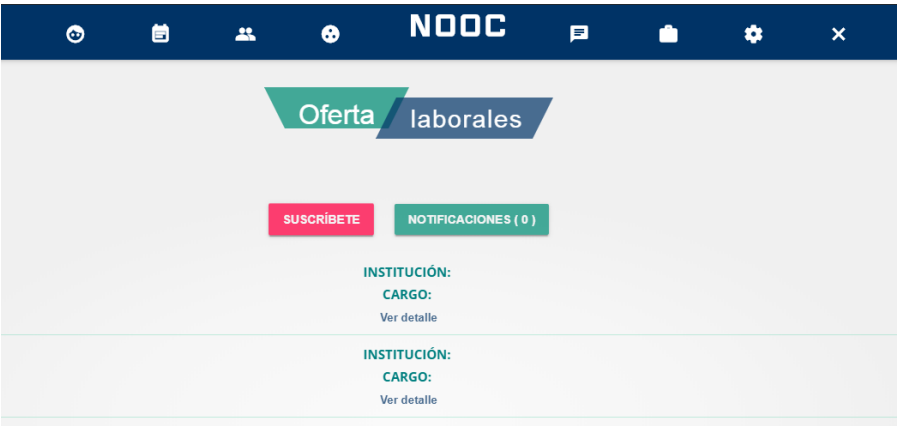 NOOC
Oferta
laborales
SUSCRÍBETE
NOTIFICACIONES ( 0 )
INSTITUCIÓN:
CARGO:
Ver detalle
INSTITUCIÓN:
CARGO:
Ver detalle